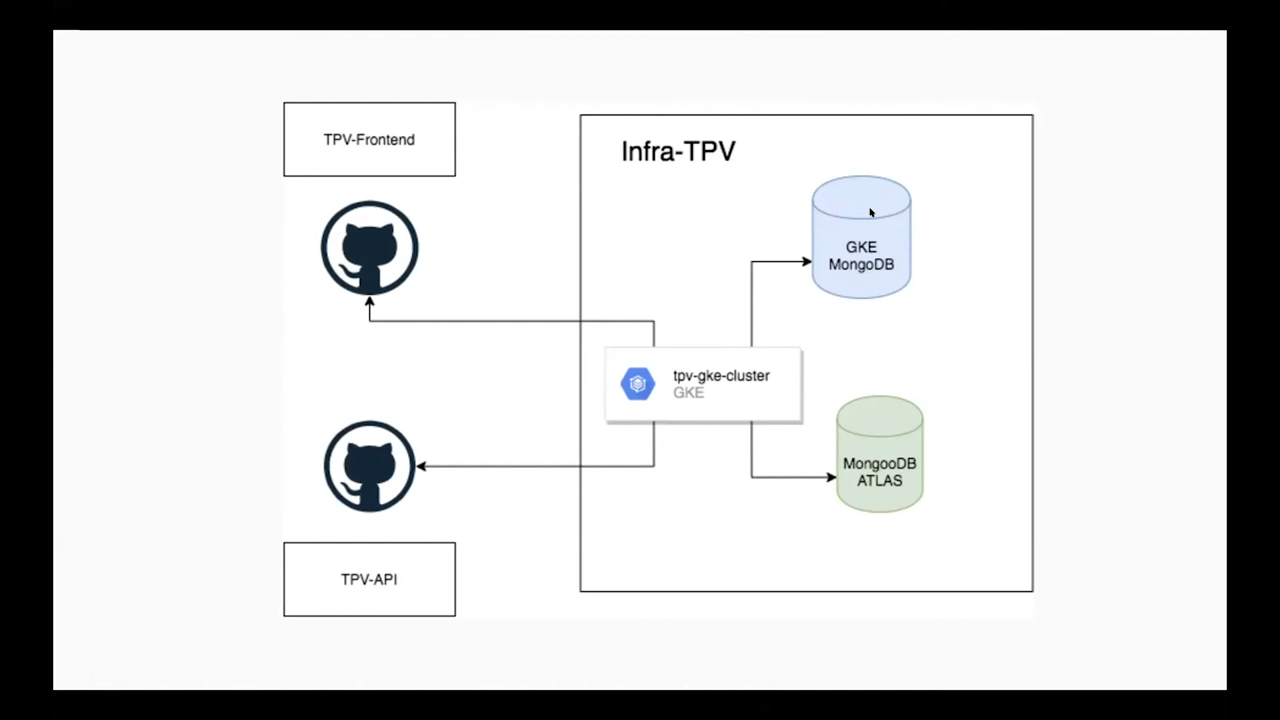 TPV-Frontend
Infra-TPV
GKE
MongoDB
tpv-gke-cluster
GKE
MongooDB
ATLAS
TPV-API